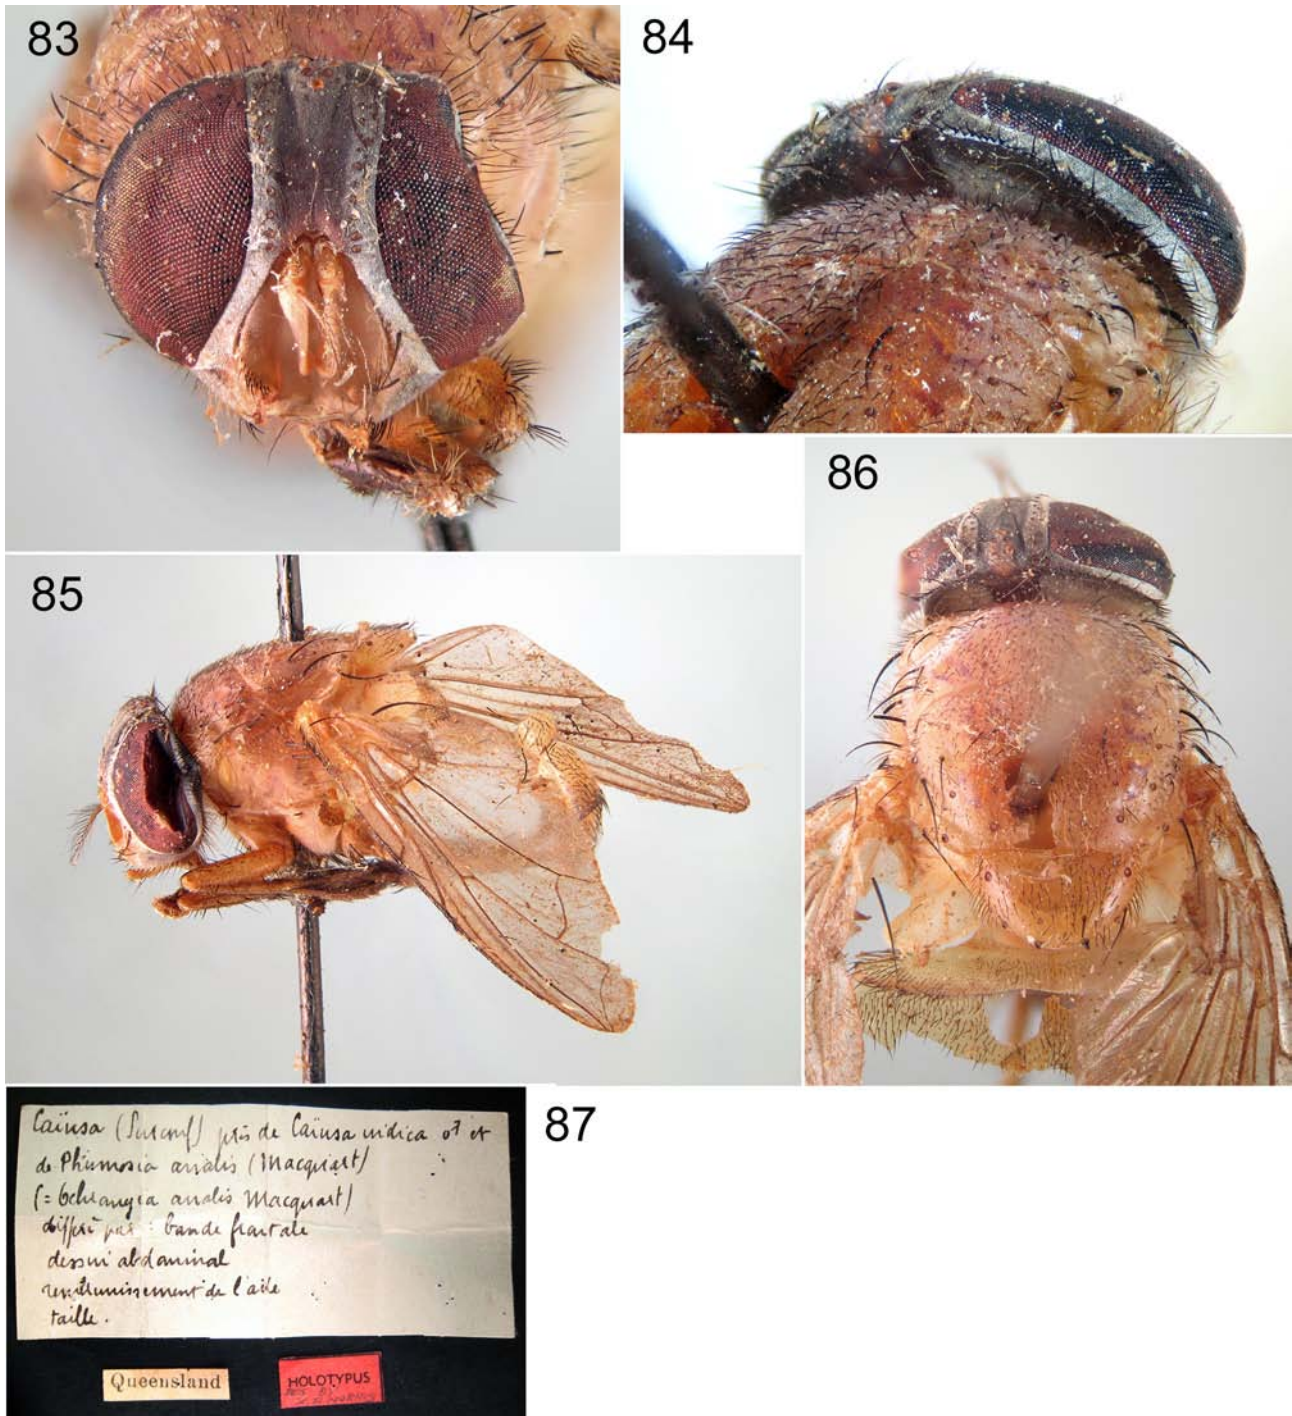 83
84
86
85
87
Caïusa (Surcouf) près de Caïusa indica ♂ et
de Phumosia analis (Macquart)
(= Ochromyia analis Macquart)
diffère par : bande frontale
dessin abdominal
rembrunissement de l'aile
taille.
Queensland
HOLOTYPUS